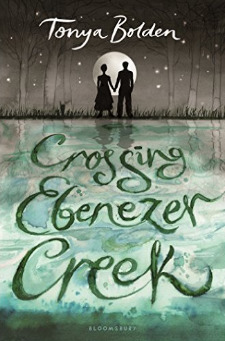 Tonya Bolden
Crossing
Ebenezer
Creek
BLOOMSBURY